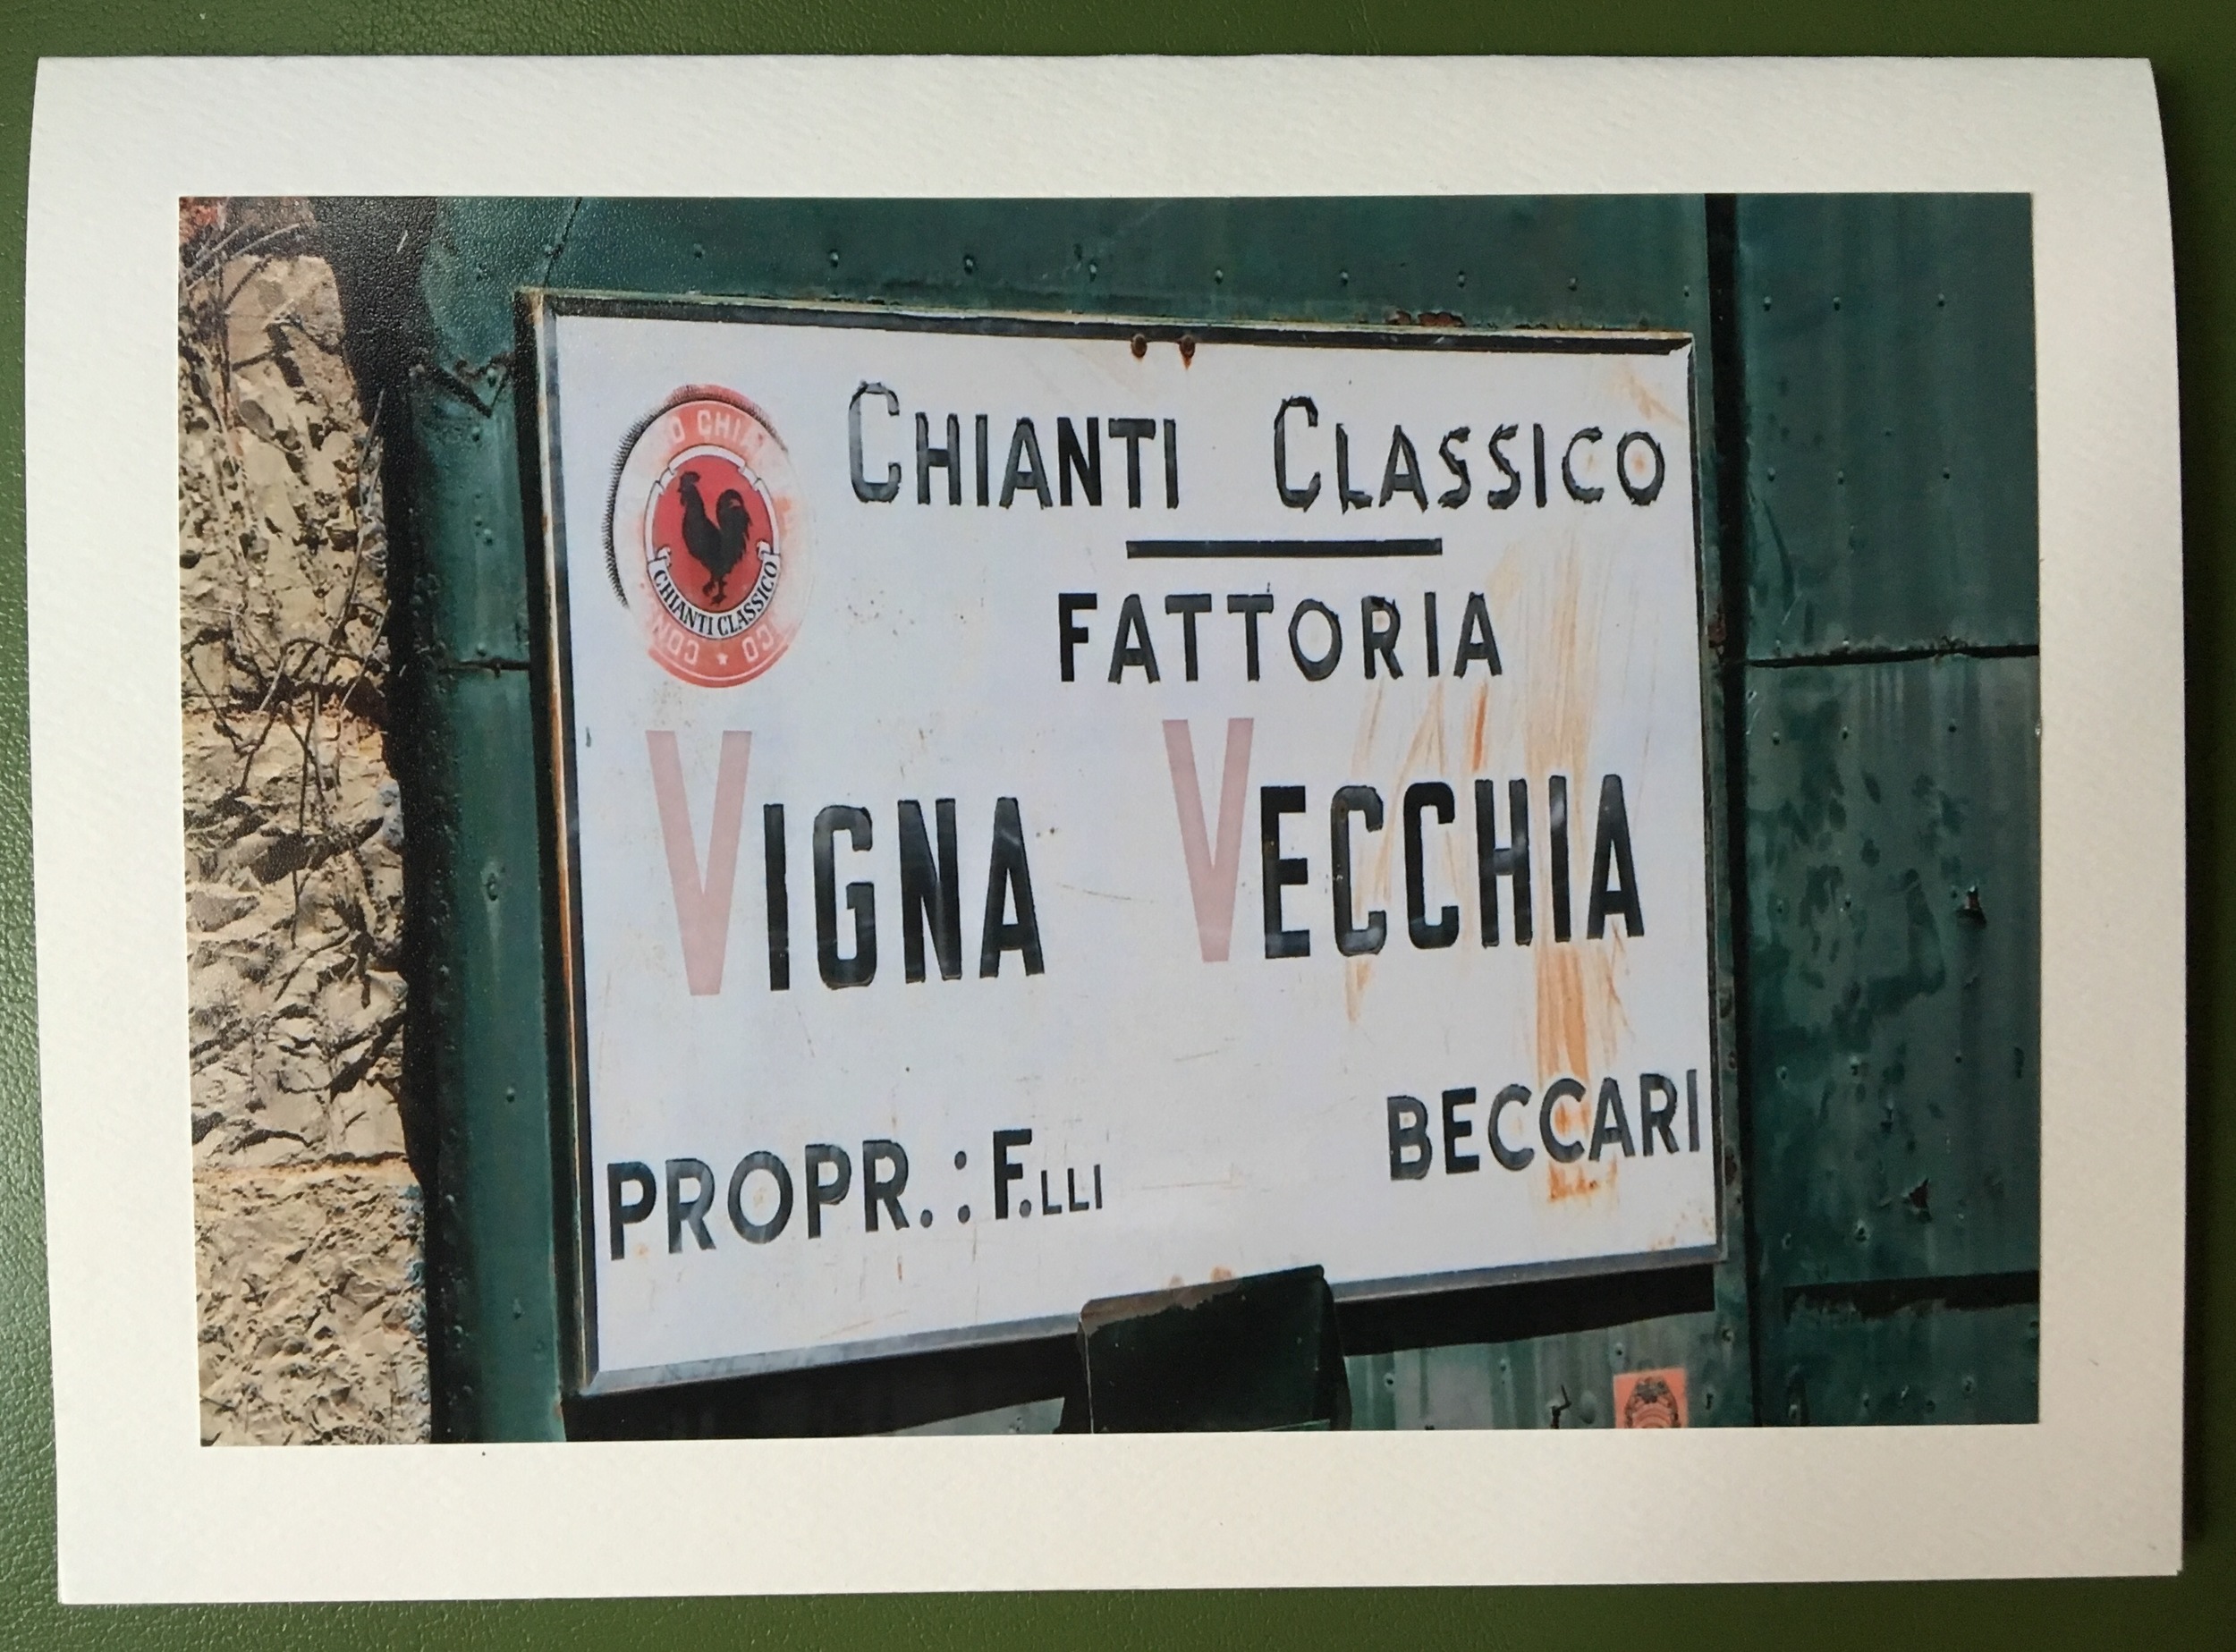 CHIANTI CLASSICO
CHIANTI CLASSICO
FATTORIA
VIGNA VECCHIA
PROPR.: F.LLI BECCARI